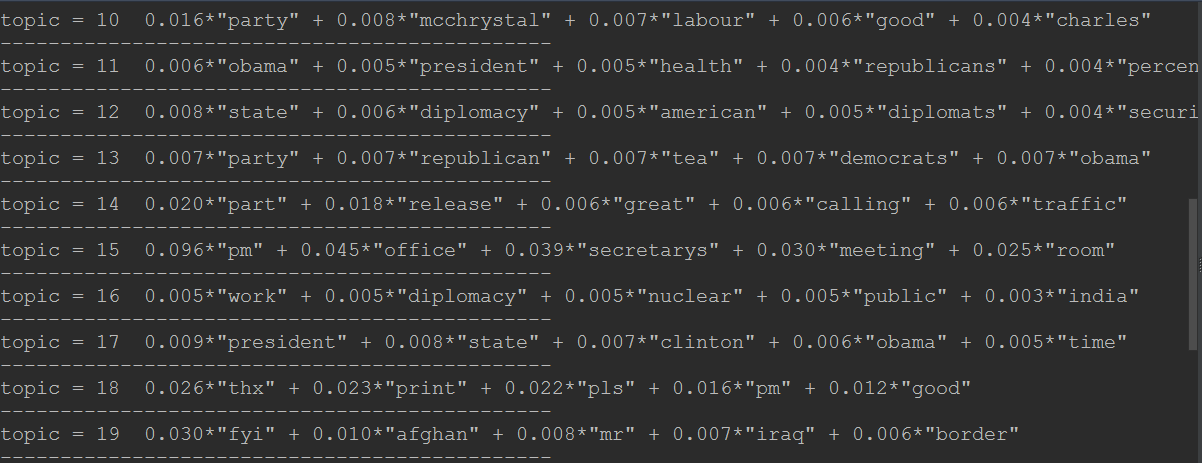 topic = 10  0.016*"party" + 0.008*"mcchrystal" + 0.007*"labour" + 0.006*"good" + 0.004*"charles"
----------------------------------------------
topic = 11  0.006*"obama" + 0.005*"president" + 0.005*"health" + 0.004*"republicans" + 0.004*"percen
----------------------------------------------
topic = 12  0.008*"state" + 0.006*"diplomacy" + 0.005*"american" + 0.005*"diplomats" + 0.004*"securi
----------------------------------------------
topic = 13  0.007*"party" + 0.007*"republican" + 0.007*"tea" + 0.007*"democrats" + 0.007*"obama"
----------------------------------------------
topic = 14  0.020*"part" + 0.018*"release" + 0.006*"great" + 0.006*"calling" + 0.006*"traffic"
----------------------------------------------
topic = 15  0.096*"pm" + 0.045*"office" + 0.039*"secretarys" + 0.030*"meeting" + 0.025*"room"
----------------------------------------------
topic = 16  0.005*"work" + 0.005*"diplomacy" + 0.005*"nuclear" + 0.005*"public" + 0.003*"india"
----------------------------------------------
topic = 17  0.009*"president" + 0.008*"state" + 0.007*"clinton" + 0.006*"obama" + 0.005*"time"
----------------------------------------------
topic = 18  0.026*"thx" + 0.023*"print" + 0.022*"pls" + 0.016*"pm" + 0.012*"good"
----------------------------------------------
topic = 19  0.030*"fyi" + 0.010*"afghan" + 0.008*"mr" + 0.007*"iraq" + 0.006*"border"
----------------------------------------------